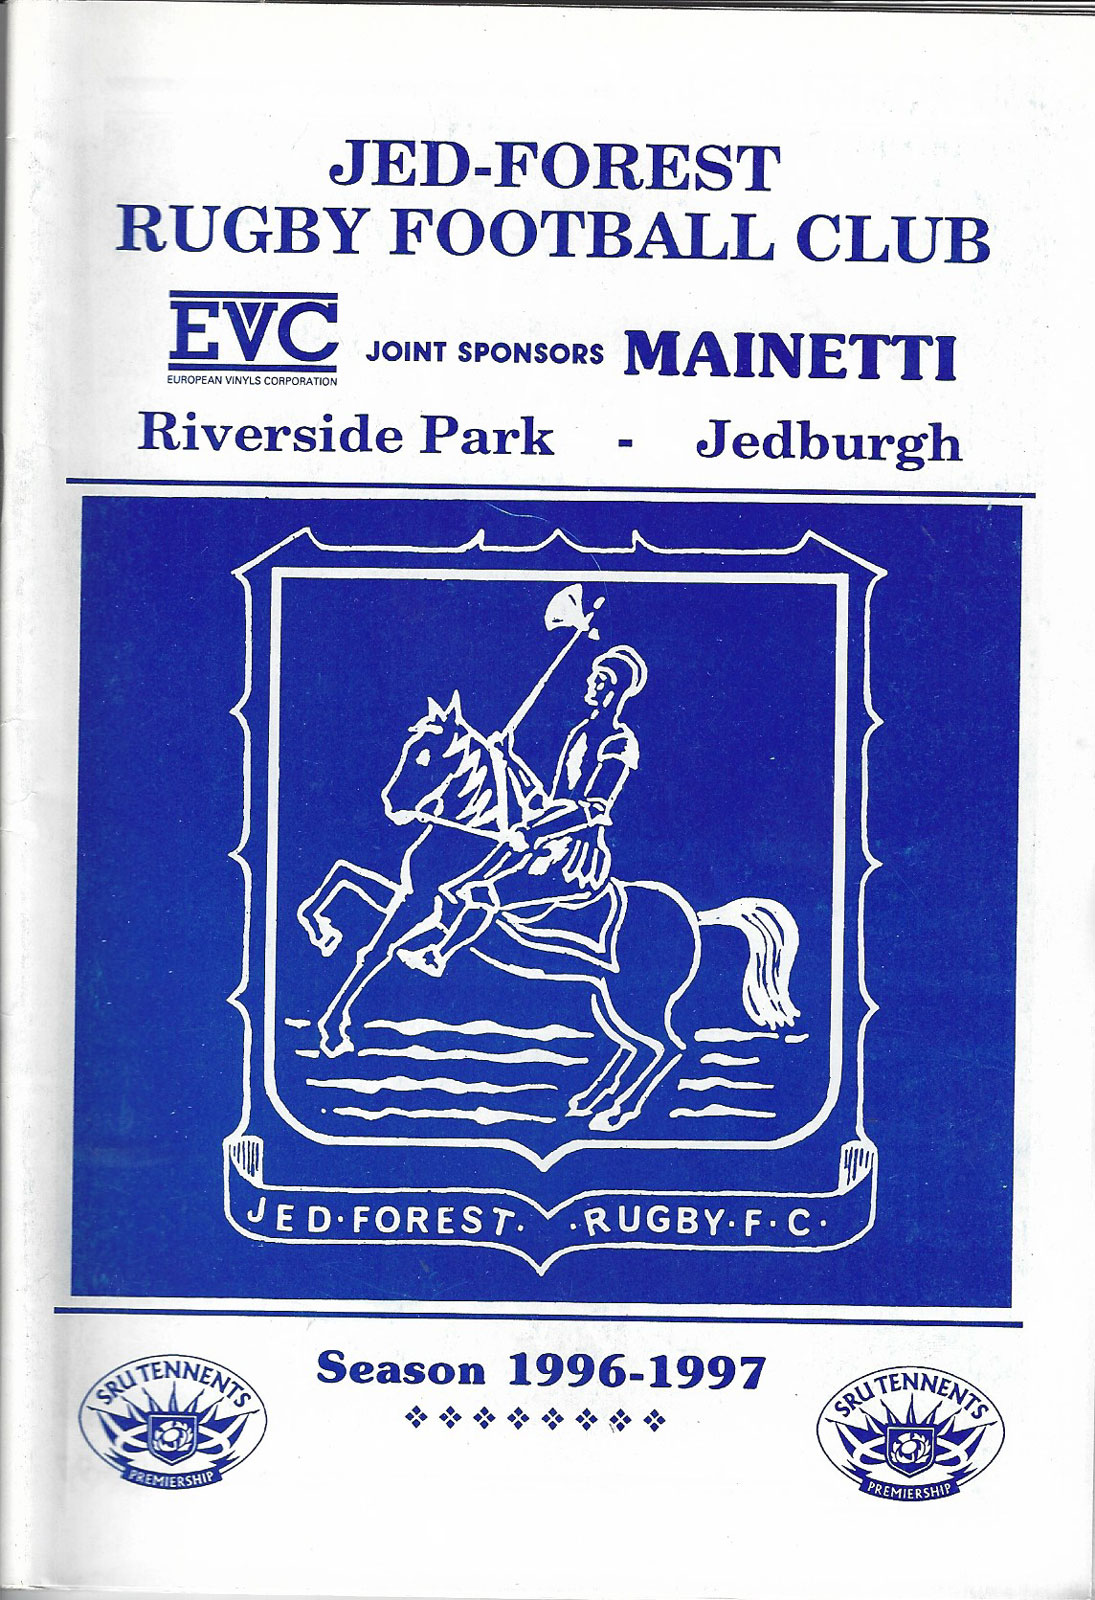 JED-FOREST
RUGBY FOOTBALL CLUB
EVC
EUROPEAN VINYLS CORPORATION
JOINT SPONSORS
MAINETTI
Riverside Park - Jedburgh
JED·FOREST· ·RUGBY·F·C·
Season 1996-1997
SRU TENNENTS
PREMIERSHIP
SRU TENNENTS
PREMIERSHIP